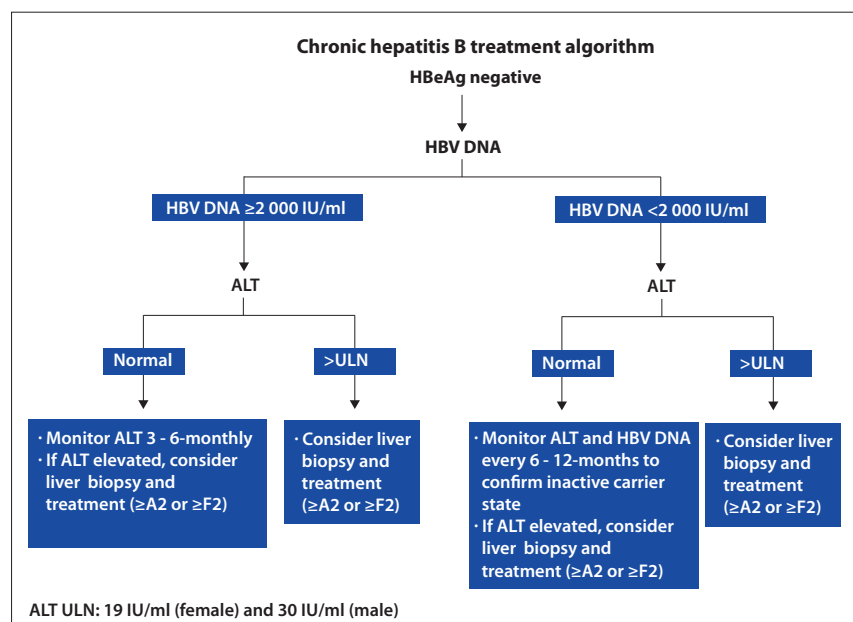 Chronic hepatitis B treatment algorithm
HBeAg negative
HBV DNA
HBV DNA ≥2 000 IU/ml
HBV DNA <2 000 IU/ml
ALT
ALT
Normal
>ULN
Normal
>ULN
· Monitor ALT 3 - 6-monthly
· If ALT elevated, consider
liver biopsy and
treatment (≥A2 or ≥F2)
· Consider liver
biopsy and
treatment
(≥A2 or ≥F2)
· Monitor ALT and HBV DNA
every 6 - 12-months to
confirm inactive carrier
state
· If ALT elevated, consider
liver biopsy and
treatment (≥A2 or ≥F2)
· Consider liver
biopsy and
treatment
(≥A2 or ≥F2)
ALT ULN: 19 IU/ml (female) and 30 IU/ml (male)